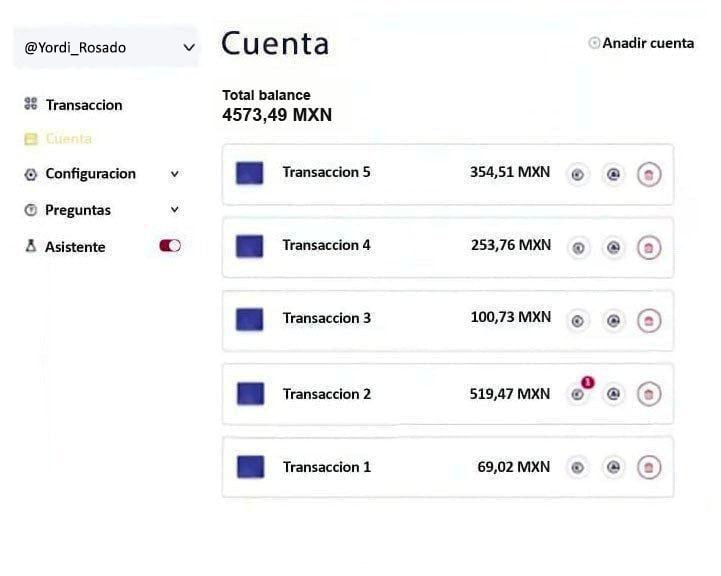 @Yordi_Rosado
Cuenta
Anadir cuenta
Total balance
4573,49 MXN
Transaccion
Cuenta
Configuracion
Preguntas
Asistente
Transaccion 5 354,51 MXN
Transaccion 4 253,76 MXN
Transaccion 3 100,73 MXN
Transaccion 2 519,47 MXN
1
Transaccion 1 69,02 MXN